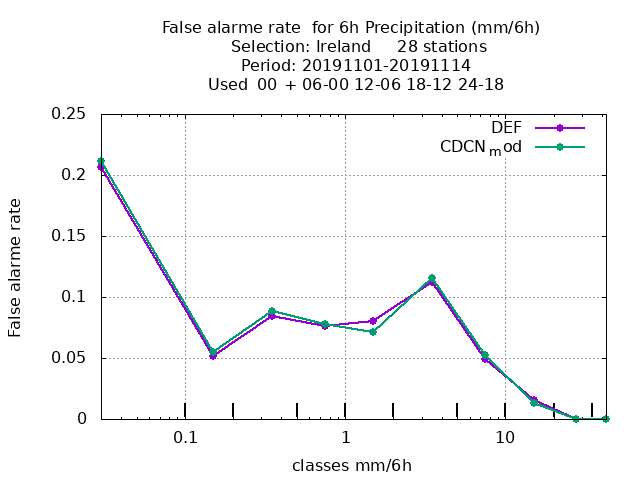 False alarme rate  for 6h Precipitation (mm/6h)
Selection: Ireland     28 stations
Period: 20191101-20191114
Used  00  + 06-00 12-06 18-12 24-18
DEF
CDCNmod
0.25
0.2
0.15
0.1
0.05
0
False alarme rate
0.1
1
10
classes mm/6h